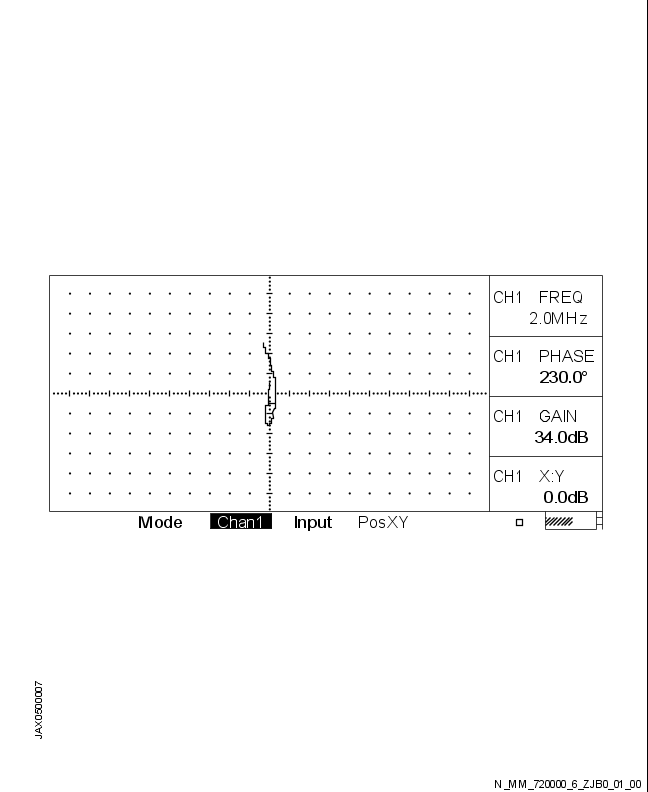 CH1 FREQ
2.0MHz
CH1 PHASE
230.0°
CH1 GAIN
34.0dB
CH1 X:Y
0.0dB
Mode Chan1 Input PosXY
JAX0500007
N_MM_720000_6_ZJB0_01_00